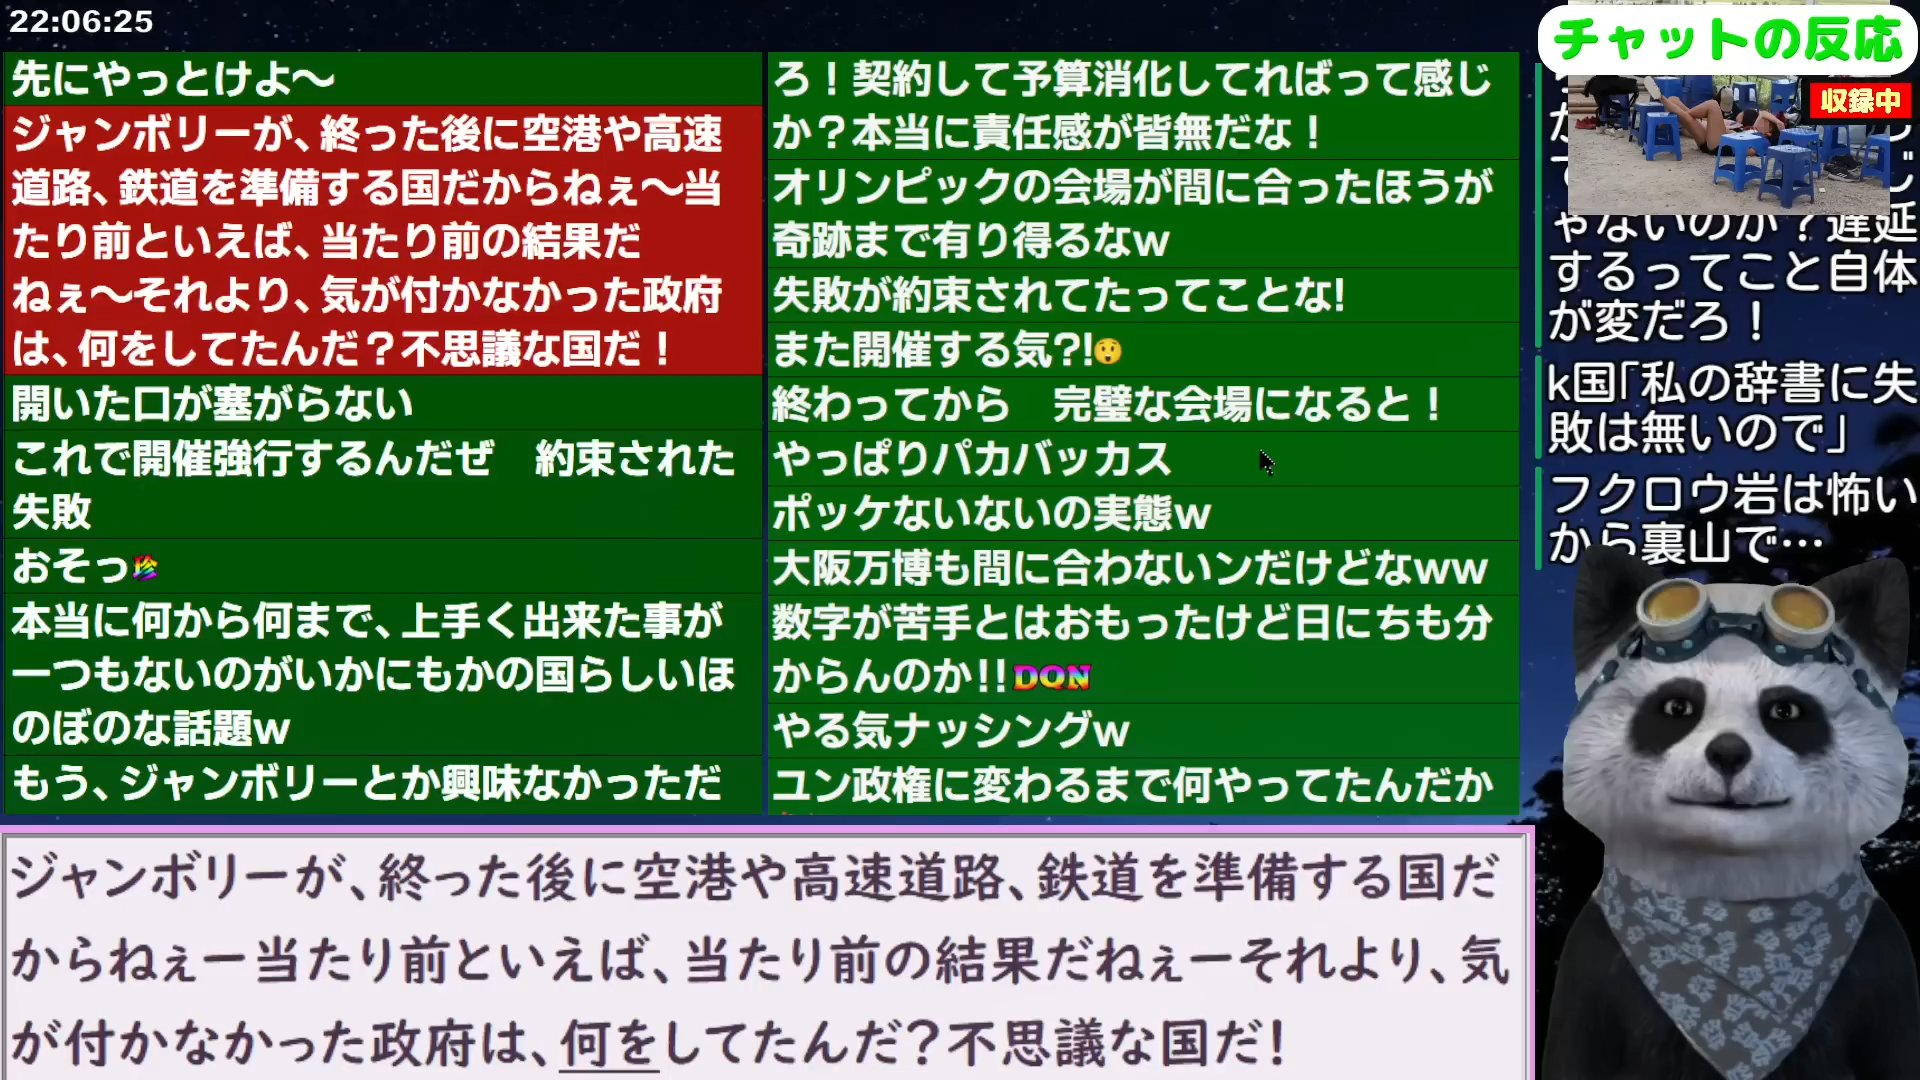 22:06:25
先にやっとけよ～
ジャンボリーが、終った後に空港や高速
道路、鉄道を準備する国だからねぇ～当
たり前といえば、当たり前の結果だ
ねぇ～それより、気が付かなかった政府
は、何をしてたんだ？不思議な国だ！
開いた口が塞がらない
これで開催強行するんだぜ　約束された
失敗
おそっ珍
本当に何から何まで、上手く出来た事が
一つもないのがいかにもかの国らしいほ
のぼのな話題w
もう、ジャンボリーとか興味なかっただ
ろ！契約して予算消化してればって感じ
か？本当に責任感が皆無だな！
オリンピックの会場が間に合ったほうが
奇跡まで有り得るなw
失敗が約束されてたってことな!
また開催する気?!😲
終わってから　完璧な会場になると！
やっぱりパカバッカス
ポッケないないの実態w
大阪万博も間に合わないンだけどなww
数字が苦手とはおもったけど日にちも分
からんのか!!DQN
やる気ナッシングw
ユン政権に変わるまで何やってたんだか
チャットの反応
収録中
ゃないのか？遅延
するってこと自体
が変だろ！
k国｢私の辞書に失
敗は無いので｣
フクロウ岩は怖い
から裏山で…
ジャンボリーが、終った後に空港や高速道路、鉄道を準備する国だ
からねぇー当たり前といえば、当たり前の結果だねぇーそれより、気
が付かなかった政府は、何をしてたんだ?不思議な国だ!